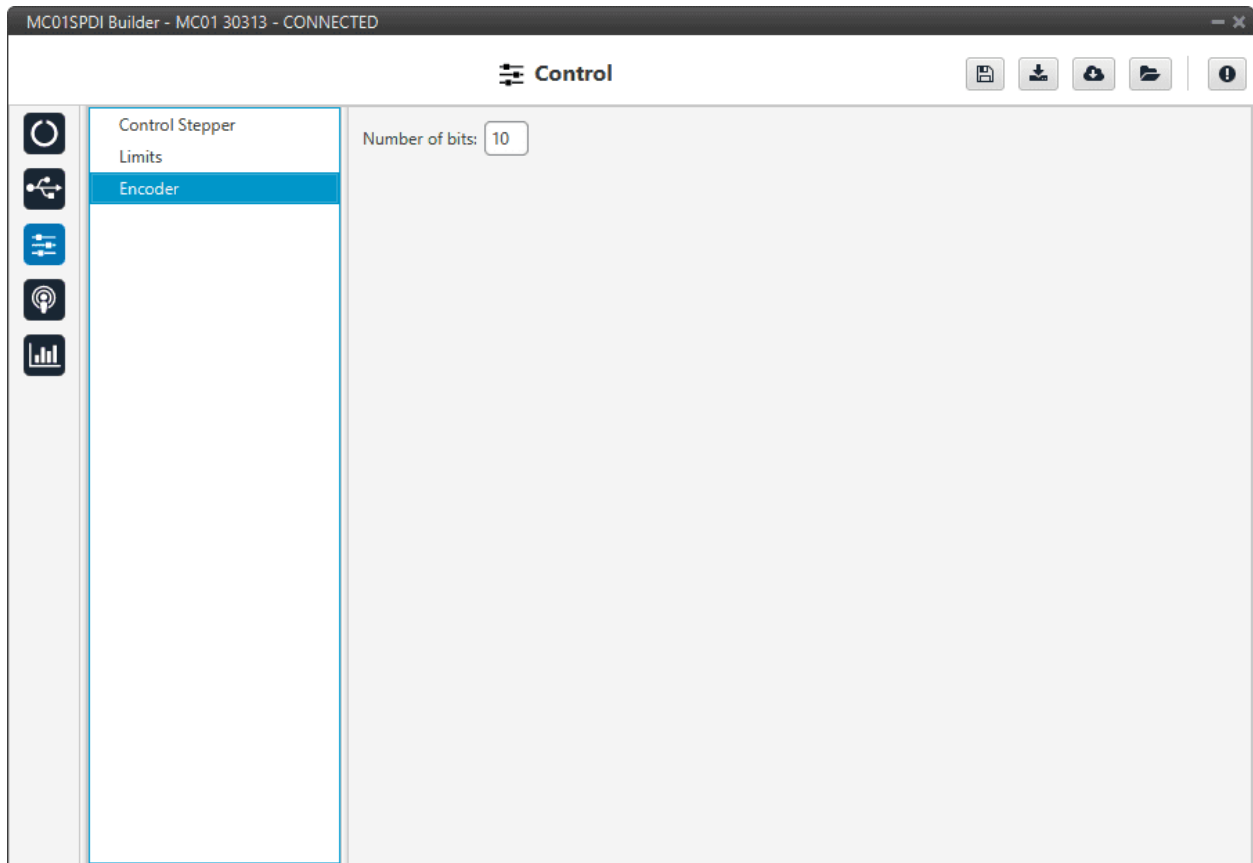 MC01SPDI Builder - MC01 30313 - CONNECTED
Control
Control Stepper
Limits
Encoder
Number of bits: 10